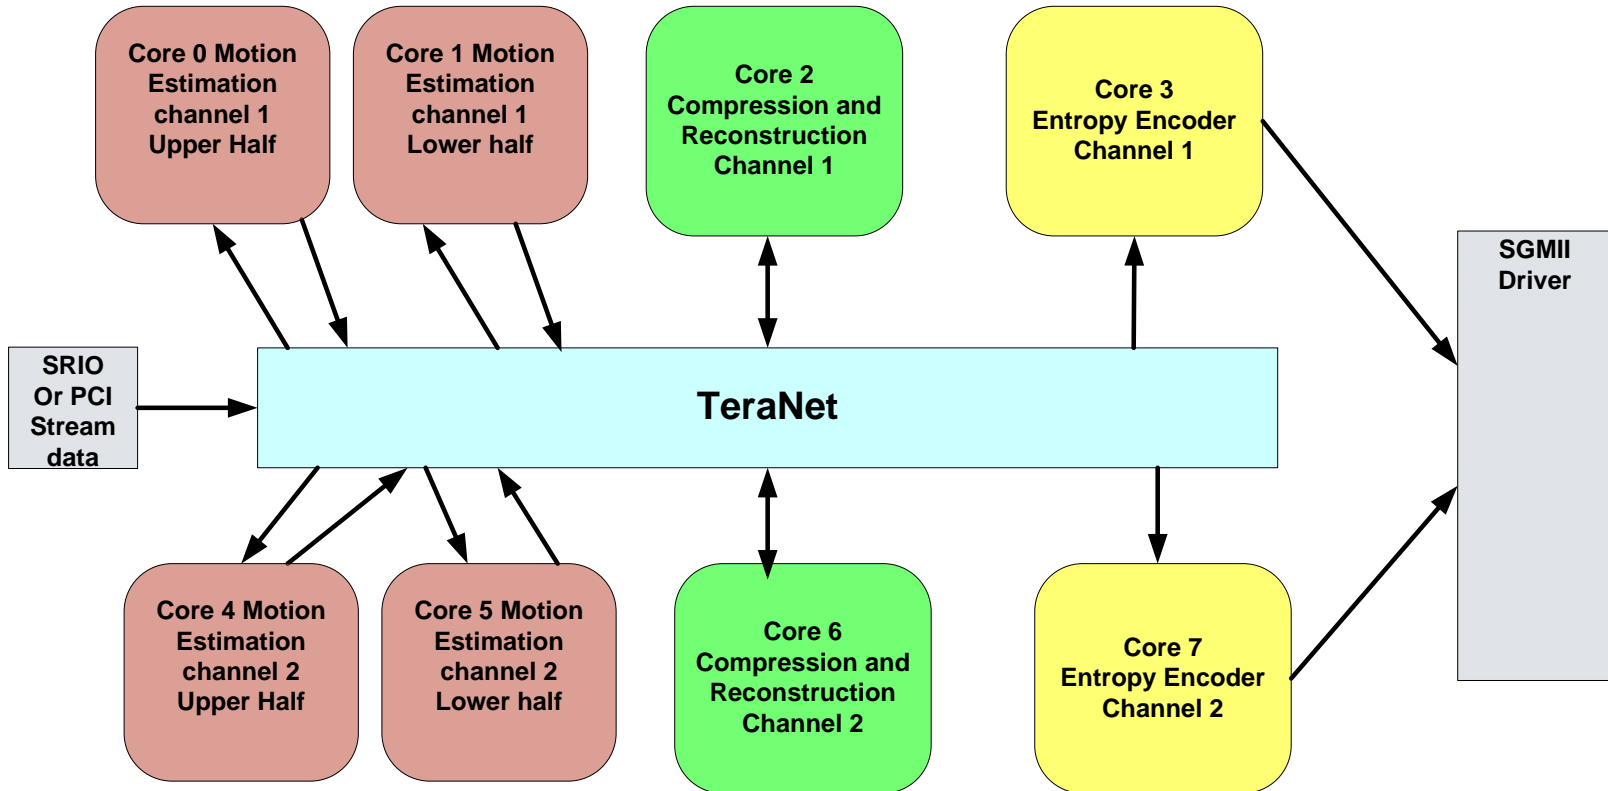 Core 0 Motion
Estimation
channel 1
Upper Half
Core 1 Motion
Estimation
channel 1
Lower half
Core 2
Compression and
Reconstruction
Channel 1
Core 3
Entropy Encoder
Channel 1
SGMII
Driver
SRIO
Or PCI
Stream
data
TeraNet
Core 4 Motion
Estimation
channel 2
Upper Half
Core 5 Motion
Estimation
channel 2
Lower half
Core 6
Compression and
Reconstruction
Channel 2
Core 7
Entropy Encoder
Channel 2